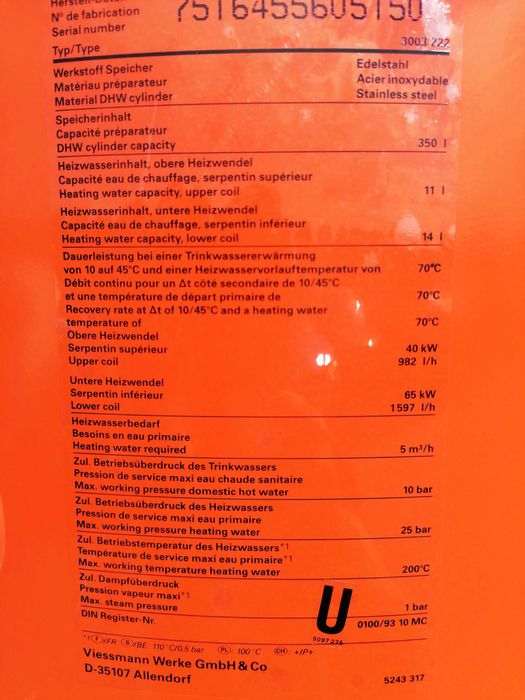 N° de fabrication
Serial number
7516455605150
Typ/Type 3003 222
Werkstoff Speicher Edelstahl
Matériau préparateur Acier inoxydable
Material DHW cylinder Stainless steel
Speicherinhalt
Capacité préparateur
DHW cylinder capacity 350 l
Heizwasserinhalt, obere Heizwendel
Capacité eau de chauffage, serpentin supérieur
Heating water capacity, upper coil 11 l
Heizwasserinhalt, untere Heizwendel
Capacité eau de chauffage, serpentin inférieur
Heating water capacity, lower coil 14 l
Dauerleistung bei einer Trinkwassererwärmung
von 10 auf 45°C und einer Heizwasservorlauftemperatur von 70°C
Débit continu pour un Δt côté secondaire de 10/45°C
et une température de départ primaire de 70°C
Recovery rate at Δt of 10/45°C and a heating water
temperature of 70°C
Obere Heizwendel
Serpentin supérieur 40 kW
Upper coil 982 l/h
Untere Heizwendel
Serpentin inférieur 65 kW
Lower coil 1597 l/h
Heizwasserbedarf
Besoins en eau primaire
Heating water required 5 m³/h
Zul. Betriebsüberdruck des Trinkwassers
Pression de service maxi eau chaude sanitaire
Max. working pressure domestic hot water 10 bar
Zul. Betriebsüberdruck des Heizwassers
Pression de service maxi eau primaire
Max. working pressure heating water 25 bar
Zul. Betriebstemperatur des Heizwassers*1
Température de service maxi eau primaire*1
Max. working temperature heating water 200°C
Zul. Dampfüberdruck
Pression vapeur maxi*1
Max. steam pressure 1 bar
DIN Register-Nr. U 0100/93 10 MC
5097276
*1 (F)/FR (B)/BE 110°C/0,5 bar (PL): 100°C (CH): +/P+
Viessmann Werke GmbH & Co
D-35107 Allendorf 5243 317